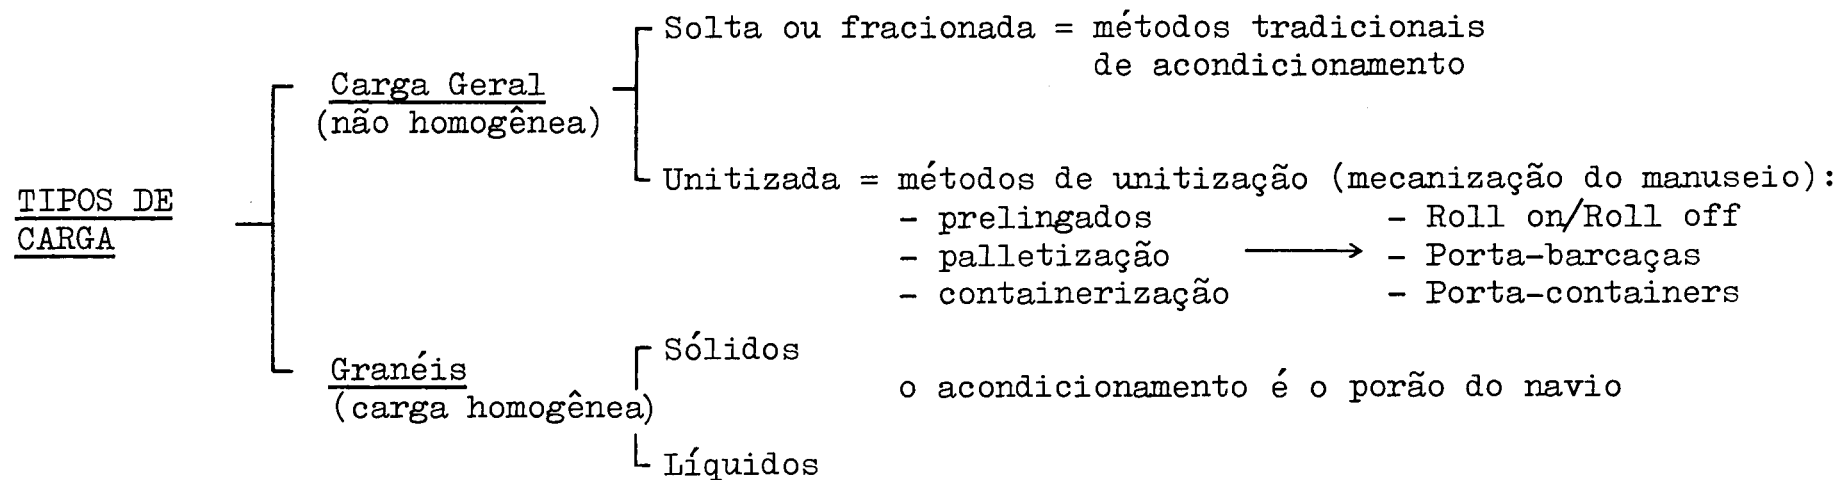 Solta ou fracionada = métodos tradicionais
de acondicionamento
Carga Geral
(não homogênea)
Unitizada = métodos de unitização (mecanização do manuseio):
- prelingados
- palletização
- containerização
- Roll on/Roll off
- Porta-barcaças
- Porta-containers
TIPOS DE
CARGA
Granéis
(carga homogênea)
Sólidos
o acondicionamento é o porão do navio
Líquidos